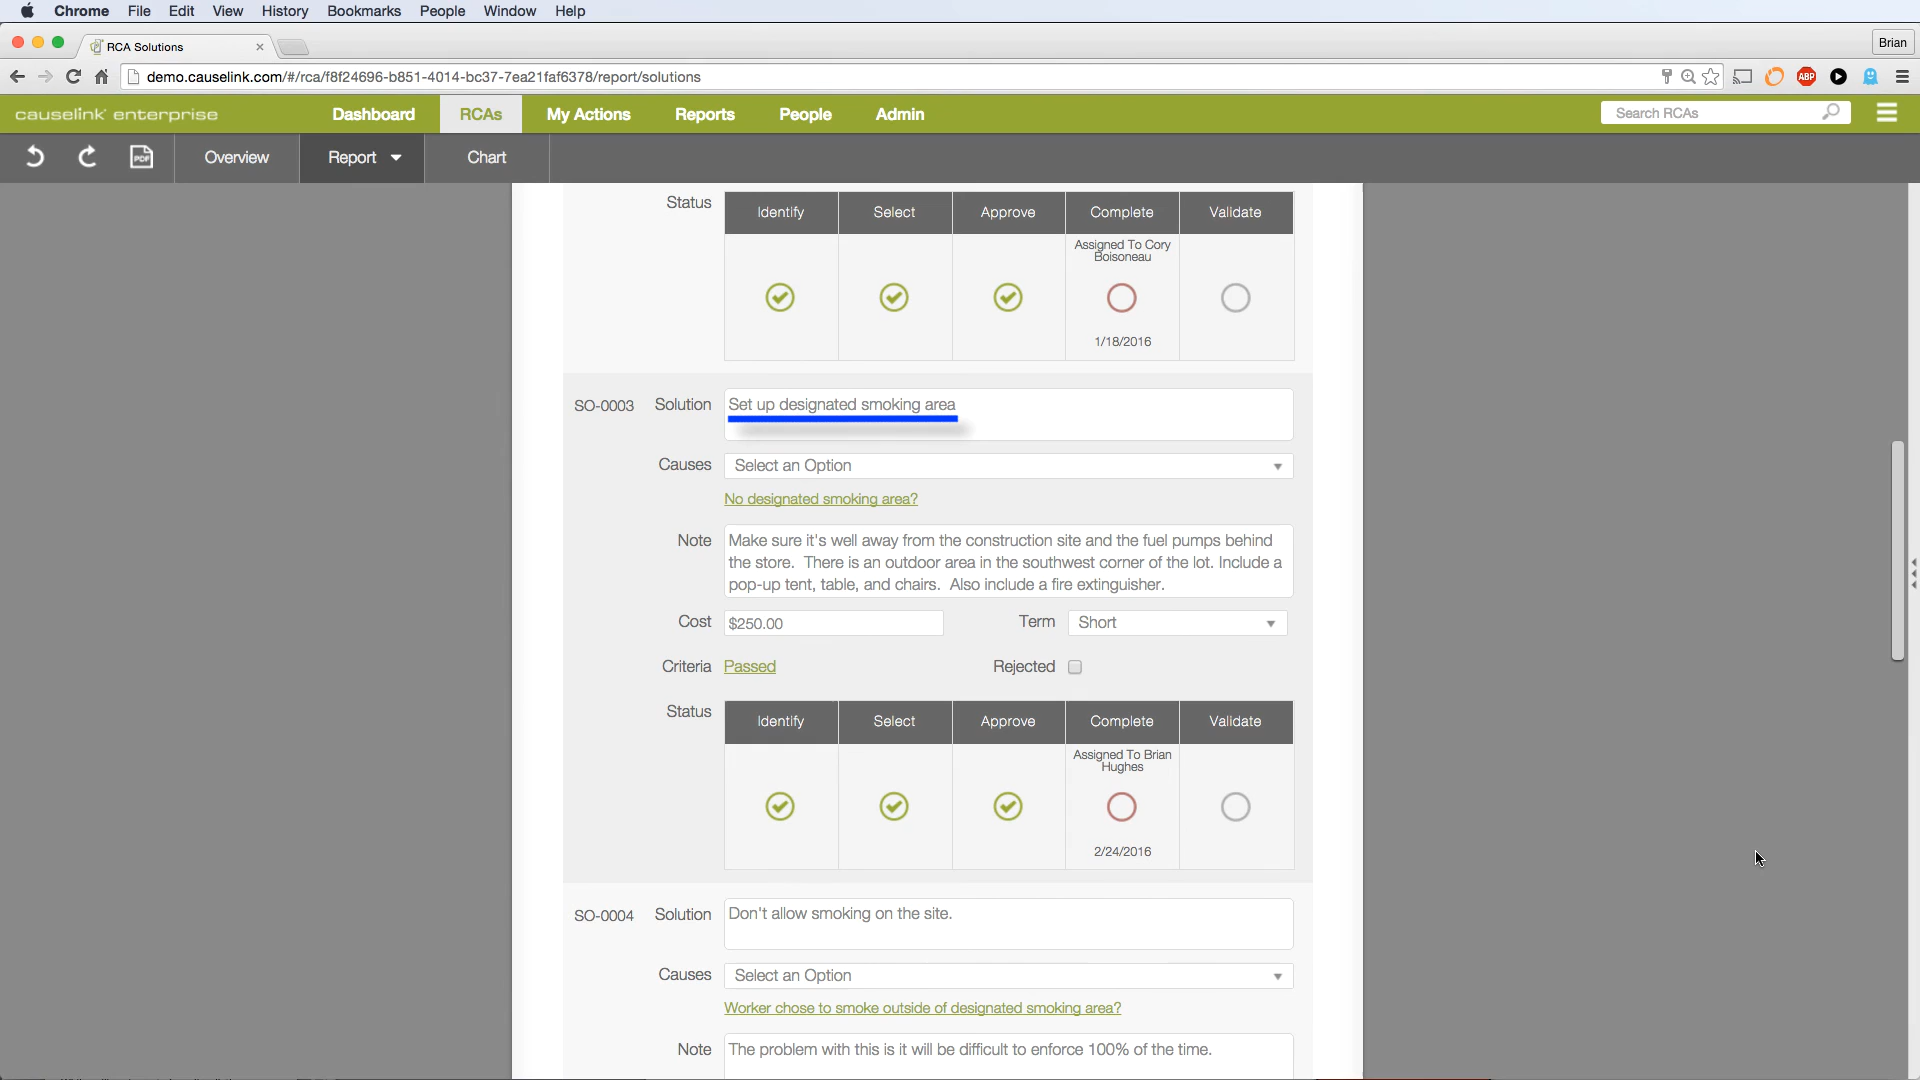 Chrome File Edit View History Bookmarks People Window Help
RCA Solutions
Brian
demo.causelink.com/#/rca/f8f24696-b851-4014-bc37-7ea21faf6378/report/solutions
ABP
causelink enterprise Dashboard RCAs My Actions Reports People Admin Search RCAs
PDF Overview Report Chart
Status Identify Select Approve Complete Validate
Assigned To Cory
Boisoneau
1/18/2016
SO-0003 Solution Set up designated smoking area
Causes Select an Option
No designated smoking area?
Note Make sure it's well away from the construction site and the fuel pumps behind
the store. There is an outdoor area in the southwest corner of the lot. Include a
pop-up tent, table, and chairs. Also include a fire extinguisher.
Cost $250.00 Term Short
Criteria Passed Rejected
Status Identify Select Approve Complete Validate
Assigned To Brian
Hughes
2/24/2016
SO-0004 Solution Don't allow smoking on the site.
Causes Select an Option
Worker chose to smoke outside of designated smoking area?
Note The problem with this is it will be difficult to enforce 100% of the time.